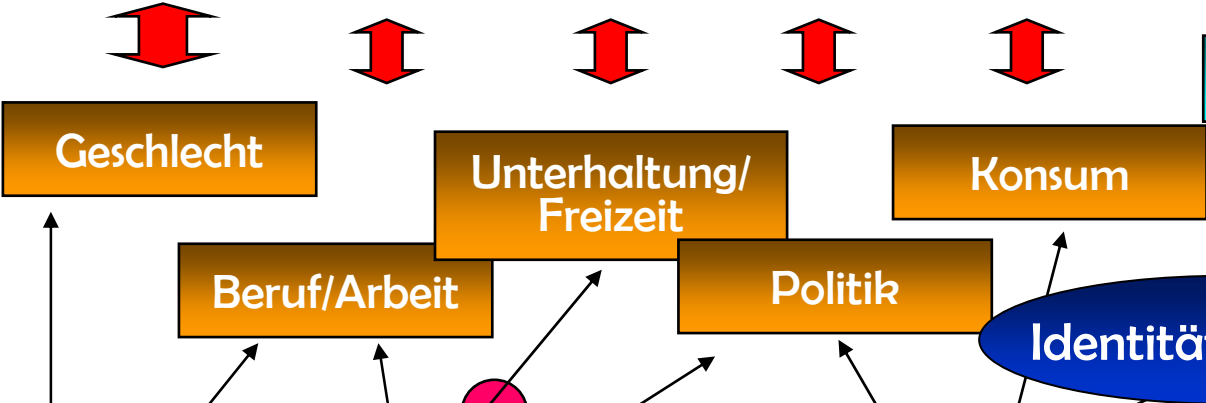 Geschlecht
Unterhaltung/
Freizeit
Konsum
Beruf/Arbeit
Politik